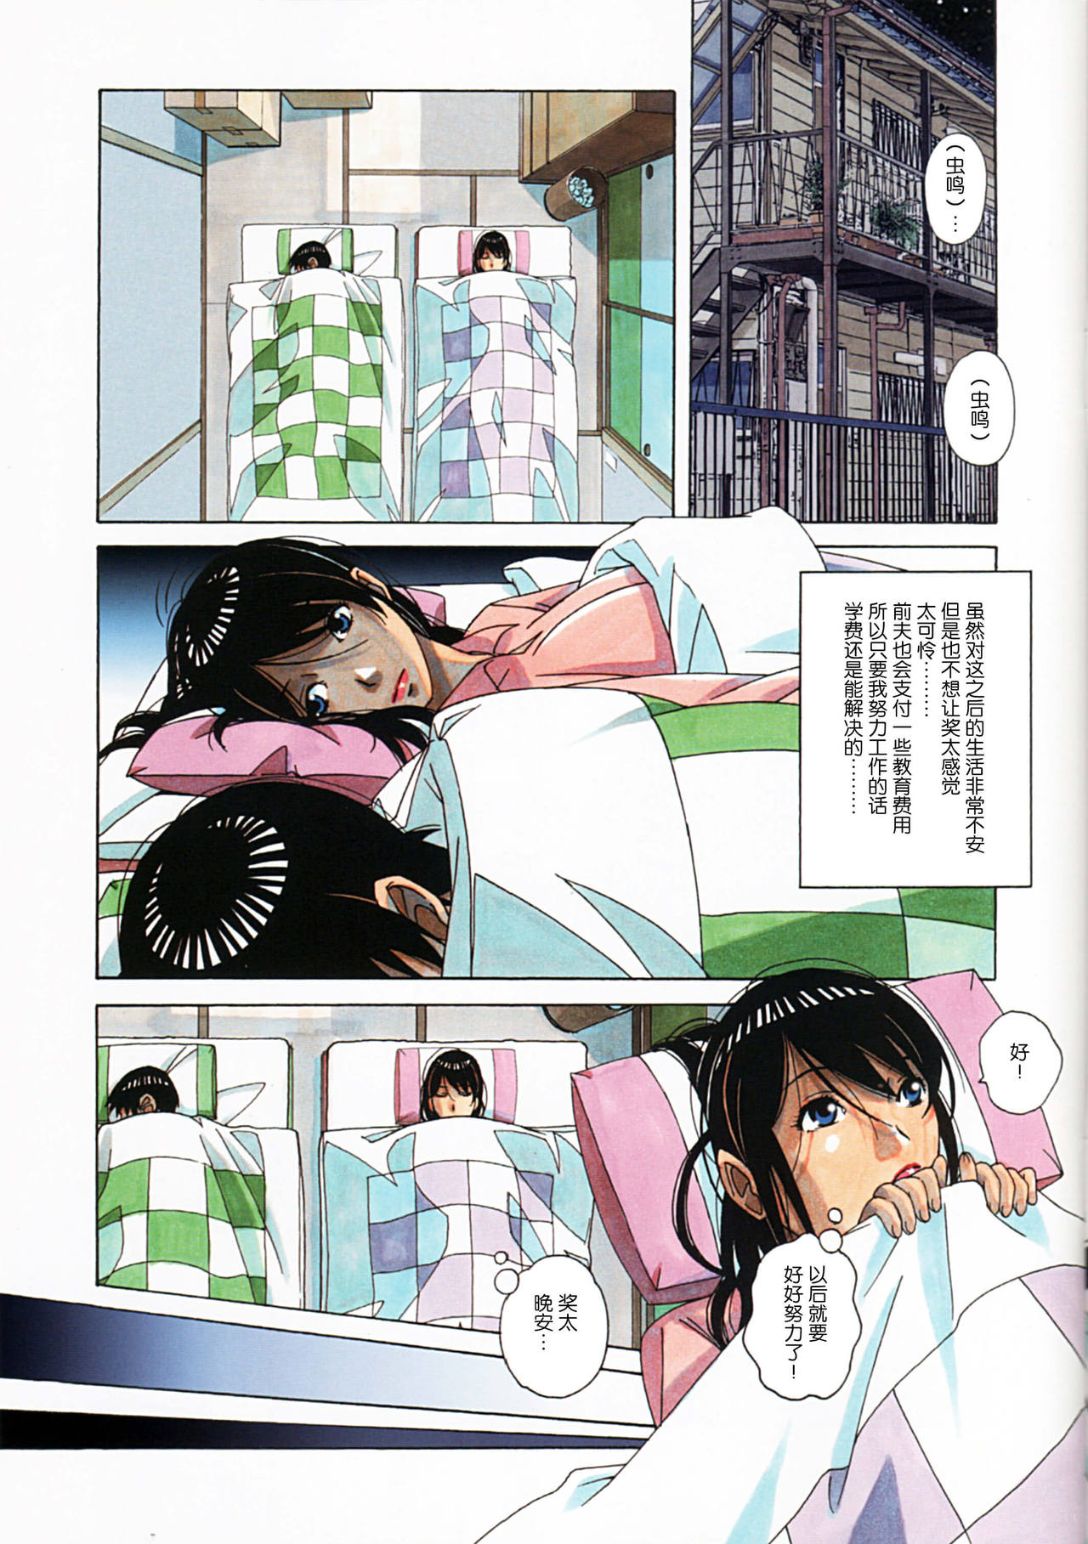 （虫鸣）…
（虫鸣）
虽然对这之后的生活非常不安
但是也不想让奖太感觉
太可怜………
前夫也会支付一些教育费用
所以只要我努力工作的话
学费还是能解决的………
好！
以后就要
好好努力了！
奖太
晚安…